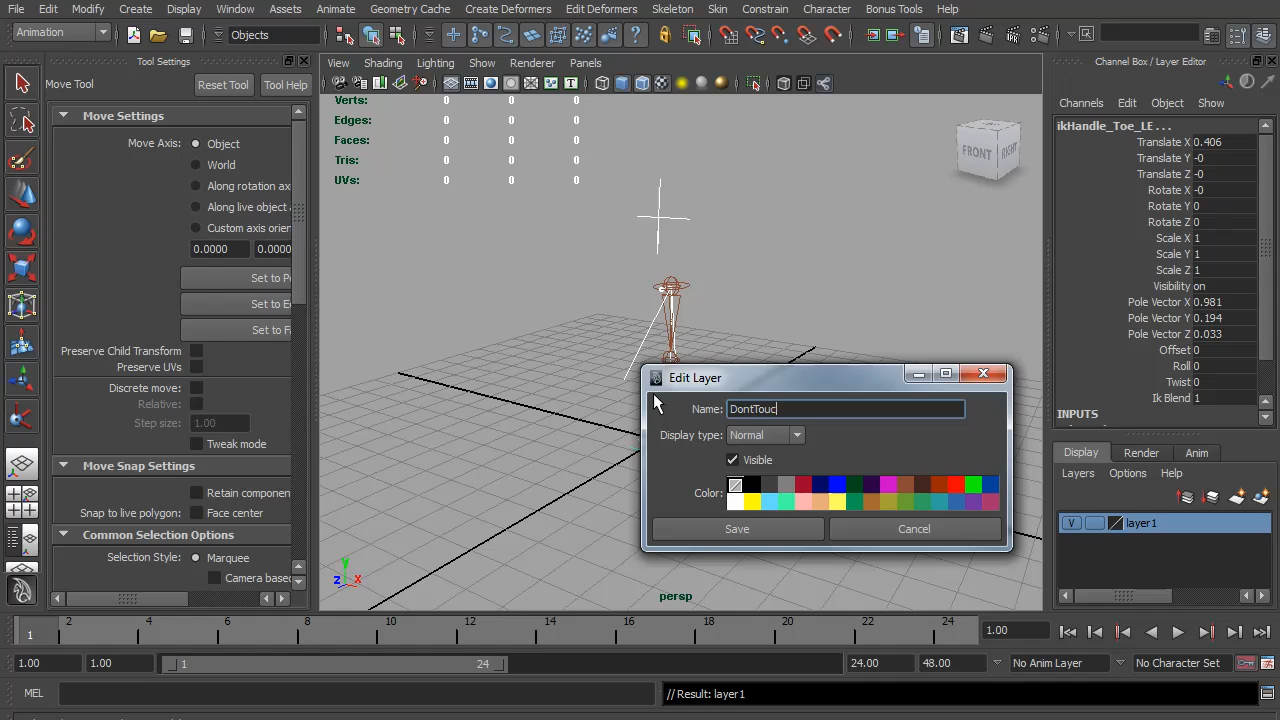 File Edit Modify Create Display Window Assets Animate Geometry Cache Create Deformers Edit Deformers Skeleton Skin Constrain Character Bonus Tools Help
Animation Objects
Tool Settings
Move Tool Reset Tool Tool Help
Move Settings
Move Axis: Object
World
Along rotation ax
Along live object a
Custom axis orien
0.0000 0.0000
Set to Po
Set to E
Set to Fa
Preserve Child Transform
Preserve UVs
Discrete move:
Relative:
Step size: 1.00
Tweak mode
Move Snap Settings
Retain componen
Snap to live polygon: Face center
Common Selection Options
Selection Style: Marquee
Camera based
View Shading Lighting Show Renderer Panels
Verts: 0 0 0
Edges: 0 0 0
Faces: 0 0 0
Tris: 0 0 0
UVs: 0 0 0
FRONT RIGHT
Edit Layer
Name: DontTouc
Display type: Normal
Visible
Color:
Save Cancel
y
z x
persp
Channel Box / Layer Editor
Channels Edit Object Show
ikHandle_Toe_LE...
Translate X 0.406
Translate Y -0
Translate Z -0
Rotate X -0
Rotate Y 0
Rotate Z 0
Scale X 1
Scale Y 1
Scale Z 1
Visibility on
Pole Vector X 0.981
Pole Vector Y 0.194
Pole Vector Z 0.033
Offset 0
Roll 0
Twist 0
Ik Blend 1
INPUTS
Display Render Anim
Layers Options Help
V layer1
1 2 4 6 8 10 12 14 16 18 20 22 24 1.00
1.00 1.00 1 24 24.00 48.00 No Anim Layer No Character Set
MEL // Result: layer1